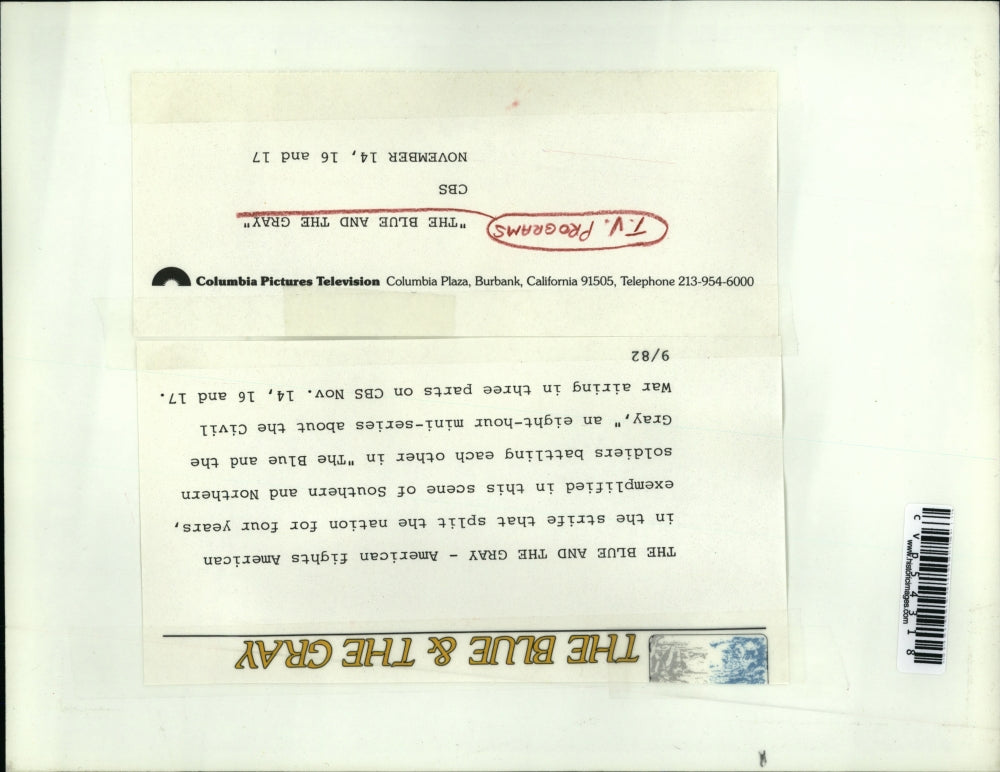 THE BLUE & THE GRAY
THE BLUE AND THE GRAY - American fights American
in the strife that split the nation for four years,
exemplified in this scene of Southern and Northern
soldiers battling each other in "The Blue and the
Gray," an eight-hour mini-series about the Civil
War airing in three parts on CBS Nov. 14, 16 and 17.
9/82
Columbia Pictures Television Columbia Plaza, Burbank, California 91505, Telephone 213-954-6000
T.V. PROGRAMS
"THE BLUE AND THE GRAY"
CBS
NOVEMBER 14, 16 and 17
www.historicimages.com
cvp54318